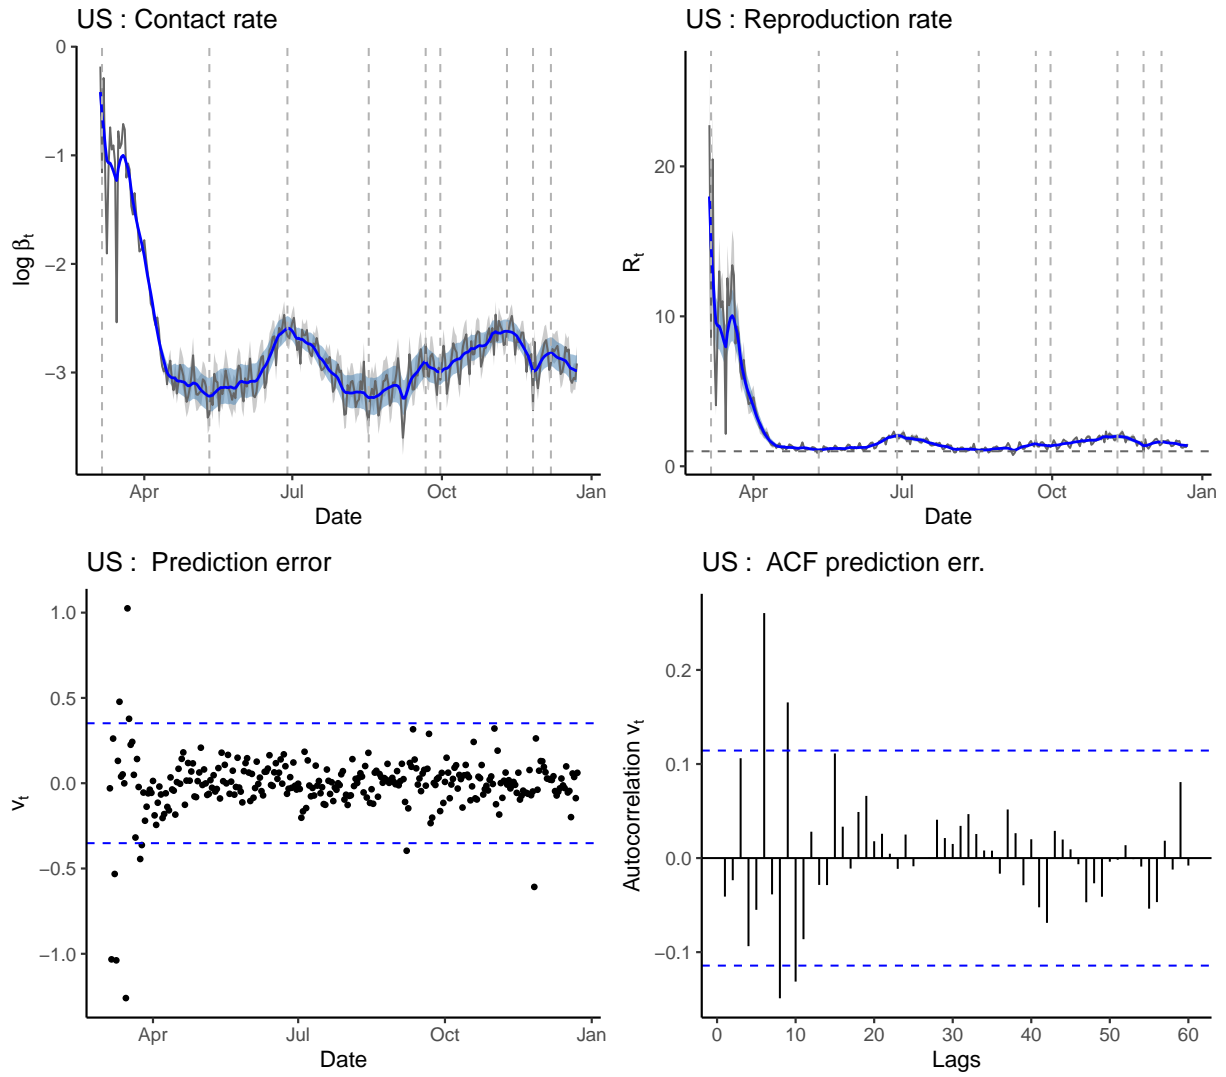 US : Contact rate
0
−1
−2
−3
log βt
Apr
Jul
Oct
Jan
Date
US : Reproduction rate
20
10
0
Rt
Apr
Jul
Oct
Jan
Date
US :  Prediction error
1.0
0.5
0.0
−0.5
−1.0
vt
Apr
Jul
Oct
Jan
Date
US :  ACF prediction err.
0.2
0.1
0.0
−0.1
Autocorrelation vt
0
10
20
30
40
50
60
Lags